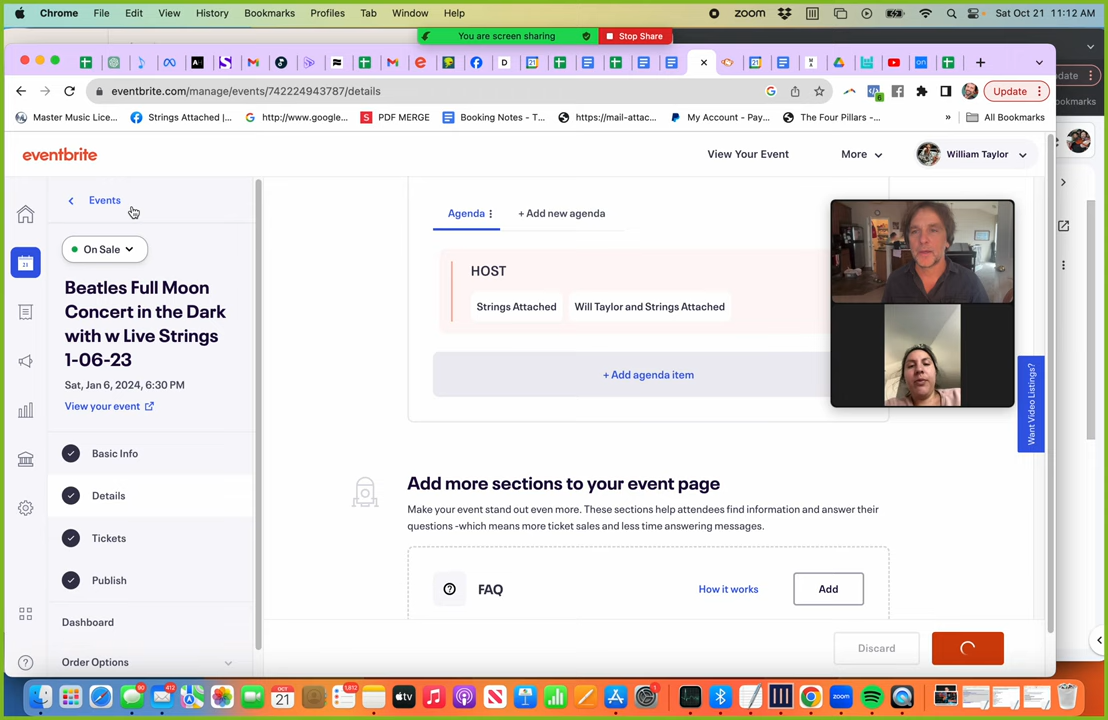 Chrome File Edit View History Bookmarks Profiles Tab Window Help zoom Sat Oct 21 11:12 AM
You are screen sharing Stop Share
eventbrite.com/manage/events/742224943787/details Update
Master Music Lice... Strings Attached |... http://www.google... PDF MERGE Booking Notes - T... https://mail-attac... My Account - Pay... The Four Pillars -... » All Bookmarks
eventbrite View Your Event More William Taylor
Events
On Sale
Beatles Full Moon
Concert in the Dark
with w Live Strings
1-06-23
Sat, Jan 6, 2024, 6:30 PM
View your event
Basic Info
Details
Tickets
Publish
Dashboard
Order Options
Agenda + Add new agenda
HOST
Strings Attached Will Taylor and Strings Attached
+ Add agenda item
Want Video Listings?
Add more sections to your event page
Make your event stand out even more. These sections help attendees find information and answer their
questions -which means more ticket sales and less time answering messages.
FAQ How it works Add
Discard